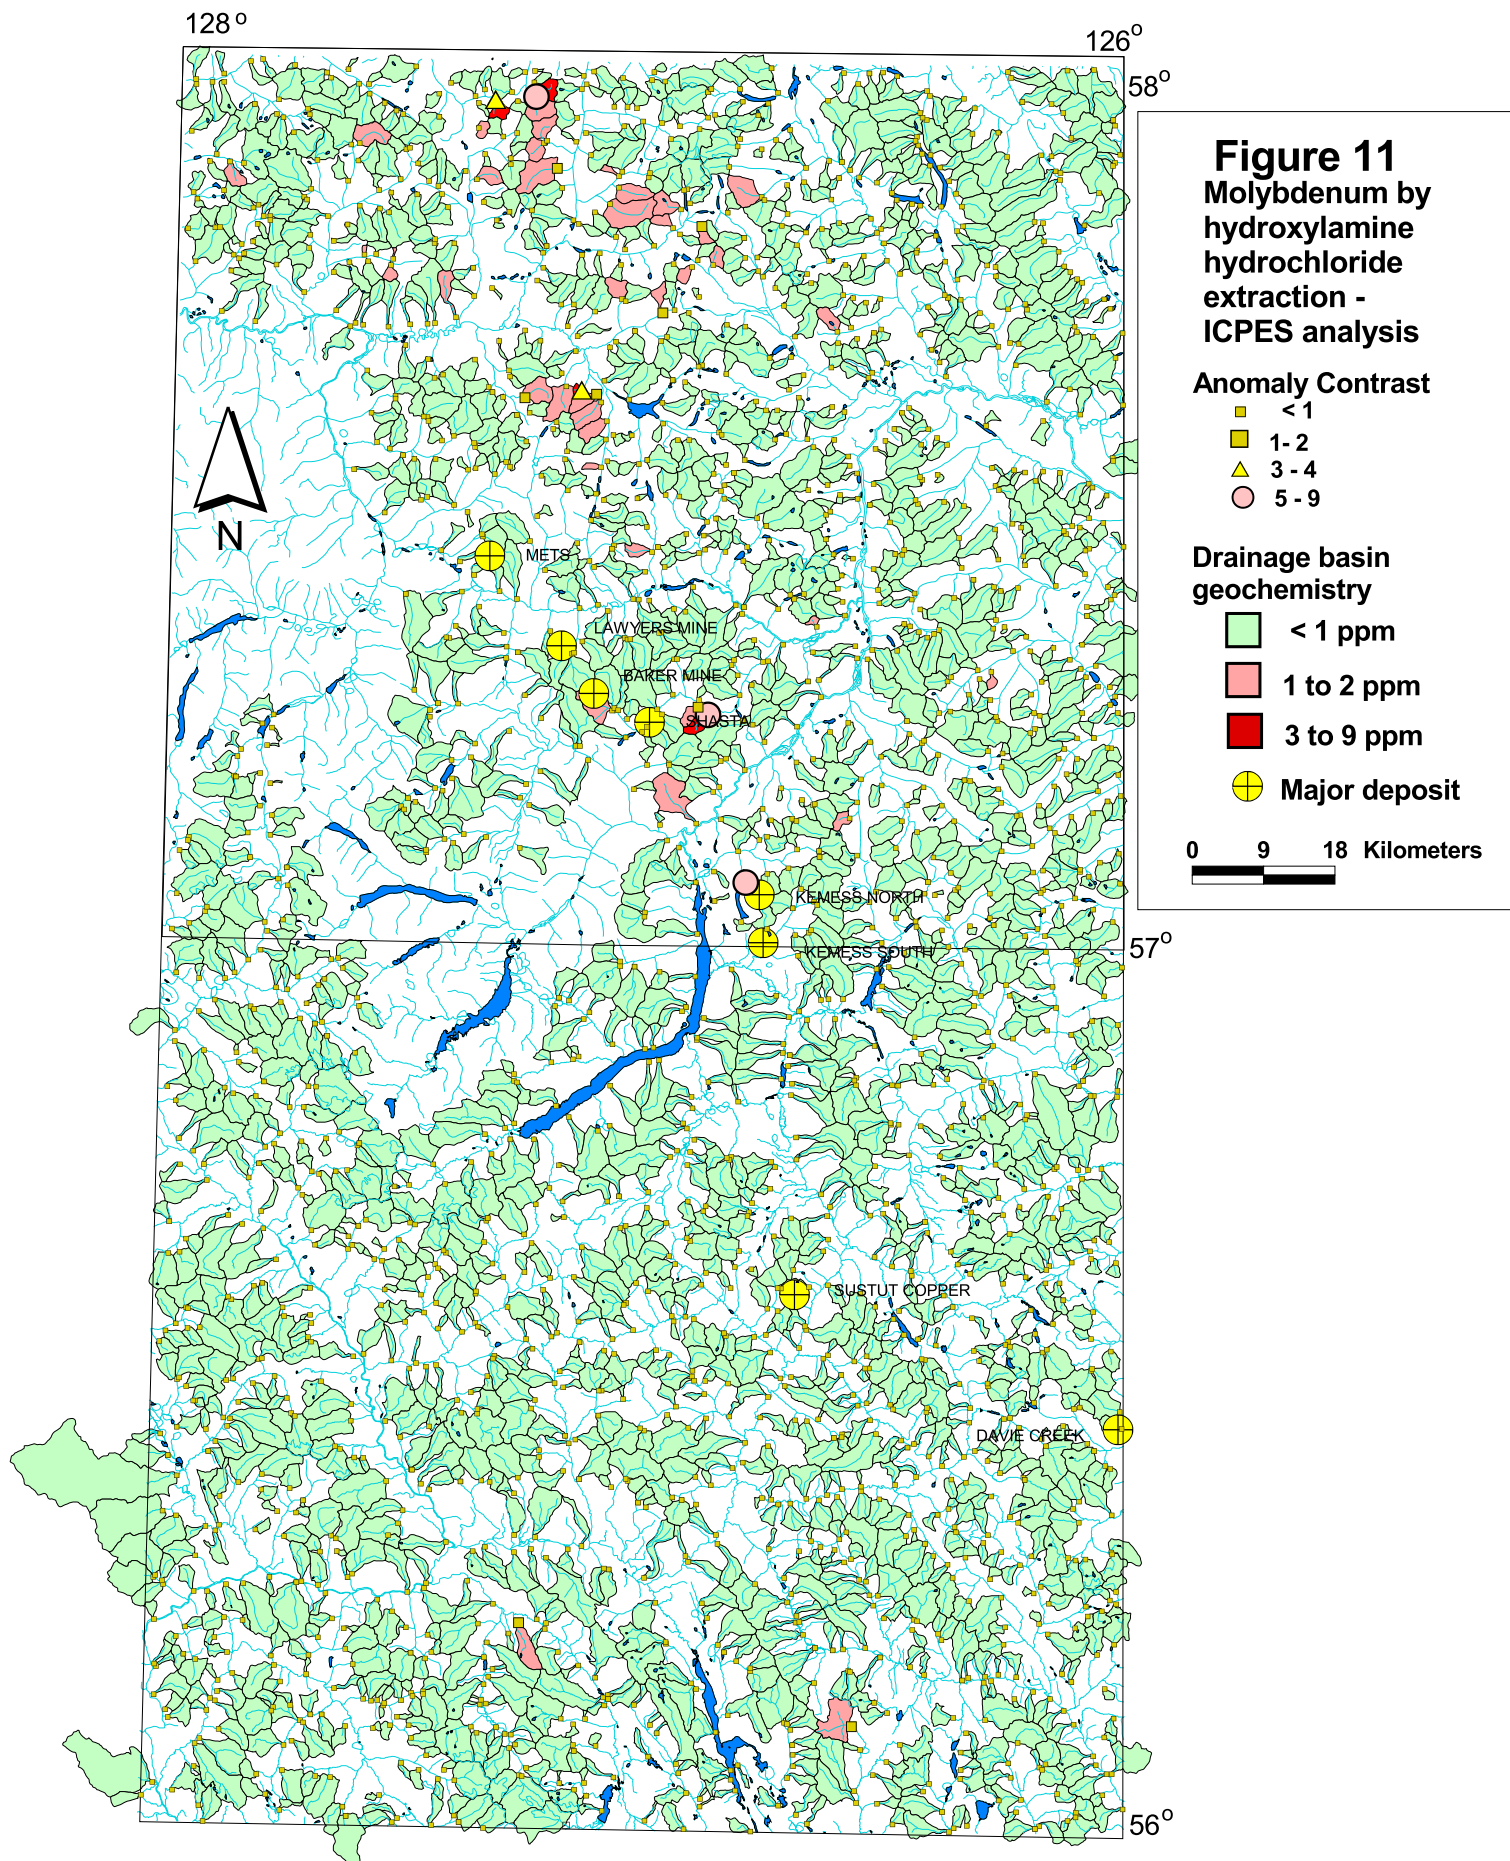 128 o
126 o
58 o
Figure 11
Molybdenum by
hydroxylamine
hydrochloride
extraction -
ICPES analysis
Anomaly Contrast
< 1
1- 2
3 - 4
5 - 9
N
METS
Drainage basin
geochemistry
< 1 ppm
LAWYERS MINE
BAKER MINE
1 to 2 ppm
SHASTA
3 to 9 ppm
Major deposit
0 9 18 Kilometers
KEMESS NORTH
57 o
KEMESS SOUTH
SUSTUT COPPER
DAVIE CREEK
56 o